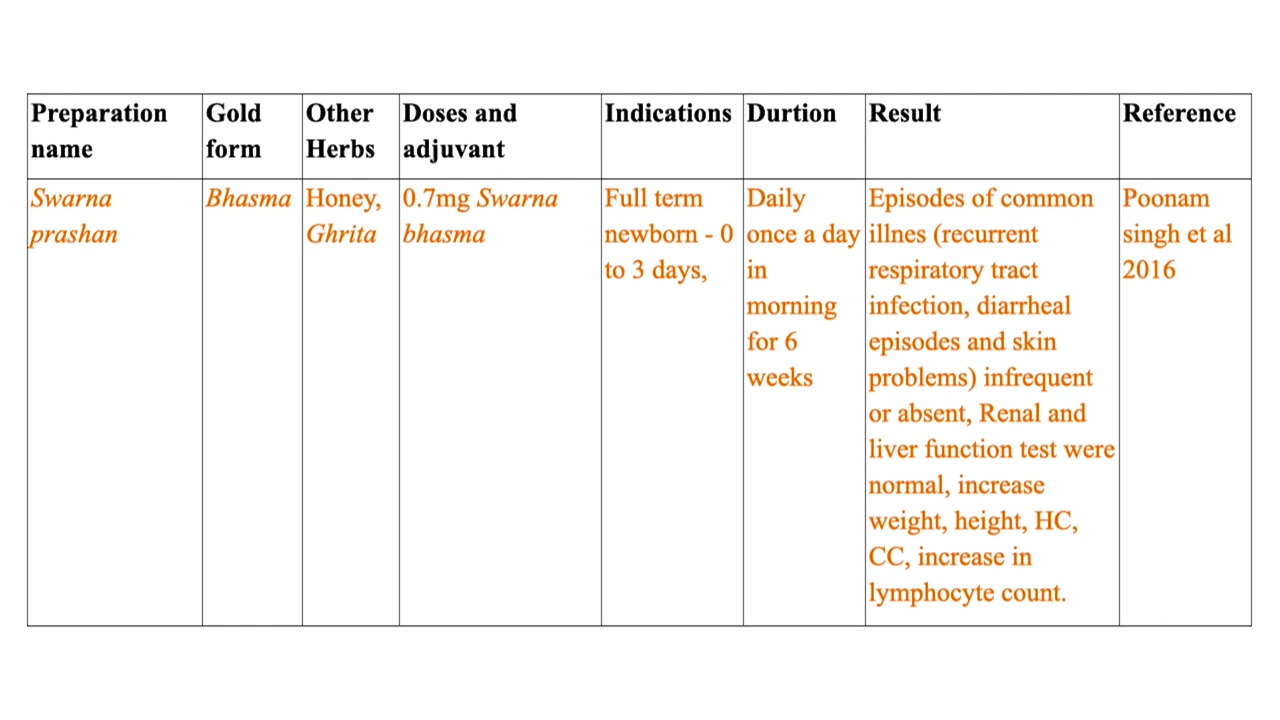 Preparation name
Gold form
Other Herbs
Doses and adjuvant
Indications
Durtion
Result
Reference
Swarna
prashan
Bhasma
Honey,
Ghrita
0.7mg Swarna
bhasma
Full term
newborn - 0
to 3 days,
Daily
once a day
in
morning
for 6
weeks
Episodes of common
illnes (recurrent
respiratory tract
infection, diarrheal
episodes and skin
problems) infrequent
or absent, Renal and
liver function test were
normal, increase
weight, height, HC,
CC, increase in
lymphocyte count.
Poonam
singh et al
2016